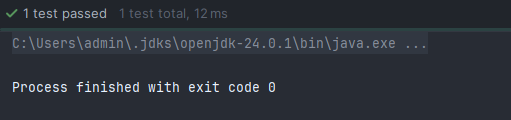 1 test passed 1 test total, 12 ms
C:\Users\admin\.jdks\openjdk-24.0.1\bin\java.exe ...
Process finished with exit code 0